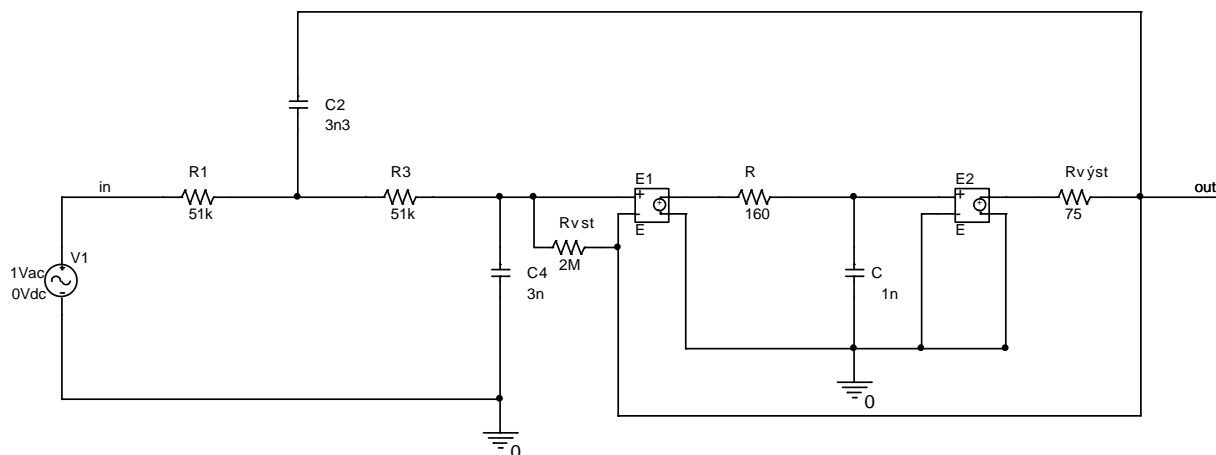 C2
3n3
in
R1
51k
R3
51k
E1
E
R
160
E2
E
Rvýst
75
out
V1
1Vac
0Vdc
Rvst
2M
C4
3n
C
1n
0
0